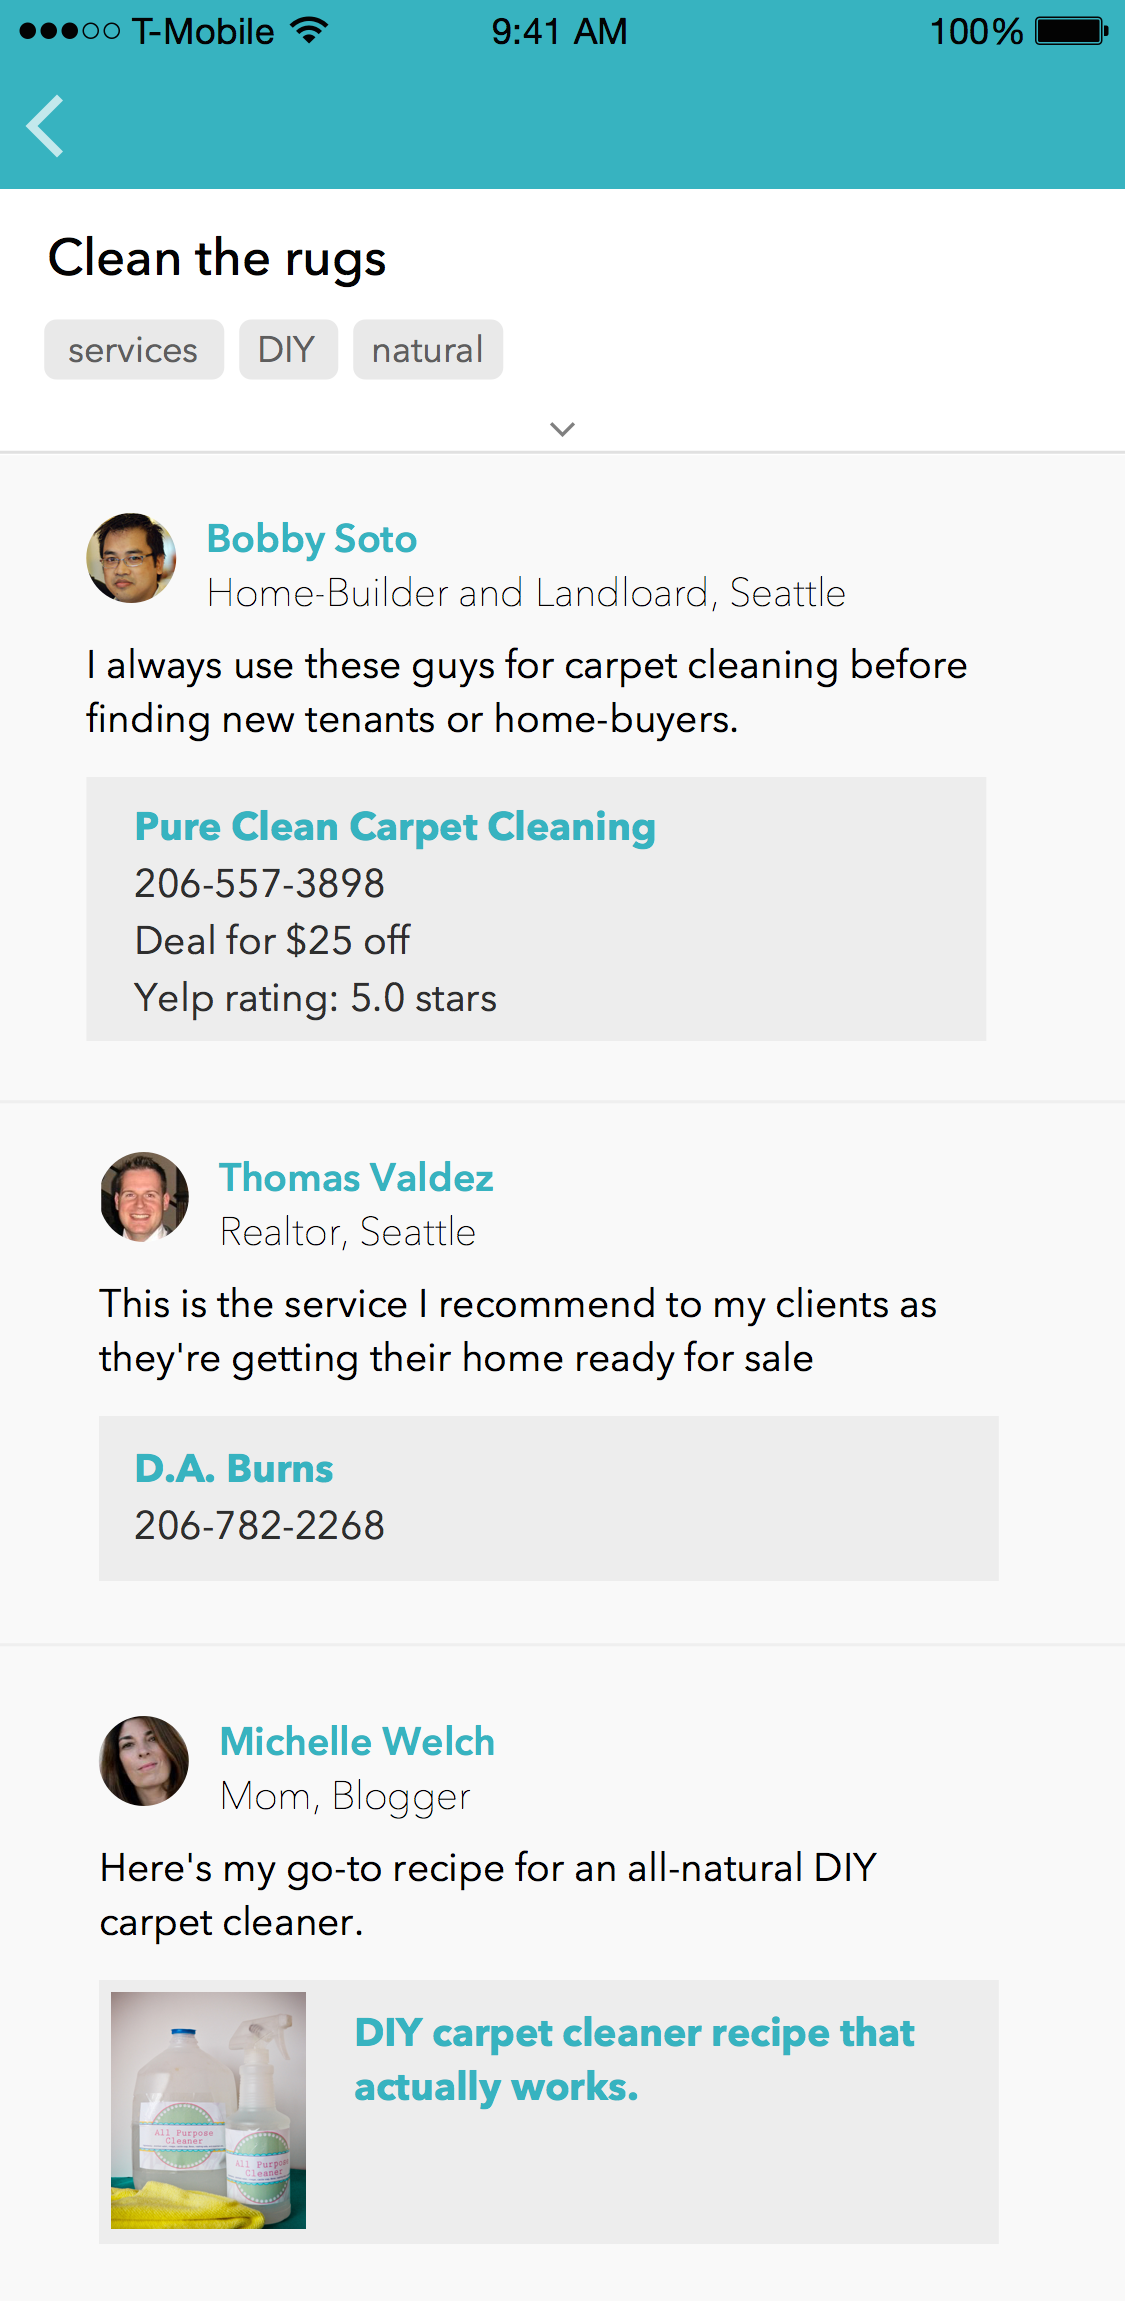 T-Mobile 9:41 AM 100%
Clean the rugs
services DIY natural
Bobby Soto
Home-Builder and Landloard, Seattle
I always use these guys for carpet cleaning before
finding new tenants or home-buyers.
Pure Clean Carpet Cleaning
206-557-3898
Deal for $25 off
Yelp rating: 5.0 stars
Thomas Valdez
Realtor, Seattle
This is the service I recommend to my clients as
they're getting their home ready for sale
D.A. Burns
206-782-2268
Michelle Welch
Mom, Blogger
Here's my go-to recipe for an all-natural DIY
carpet cleaner.
DIY carpet cleaner recipe that
actually works.
All Purpose
Cleaner
All Purpose
Cleaner